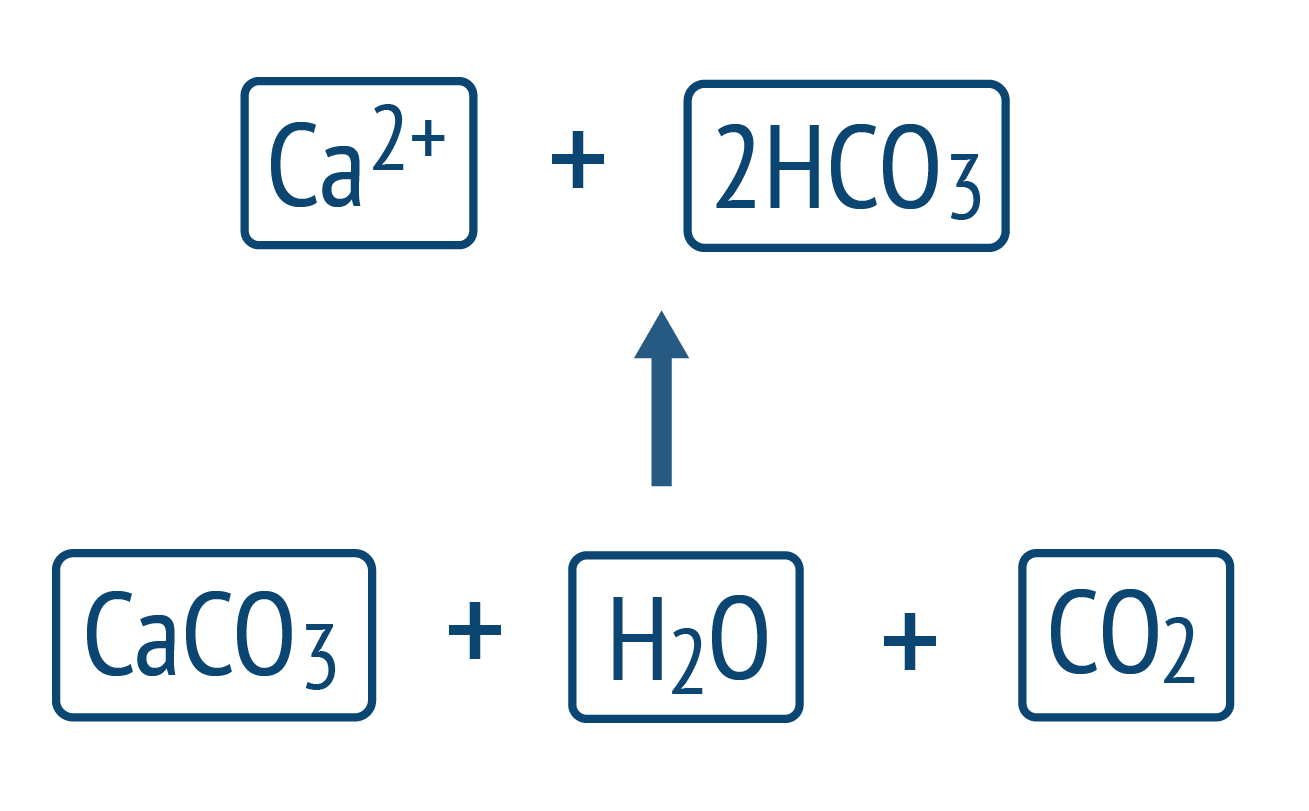 Ca²⁺ + 2HCO₃
CaCO₃ + H₂O + CO₂